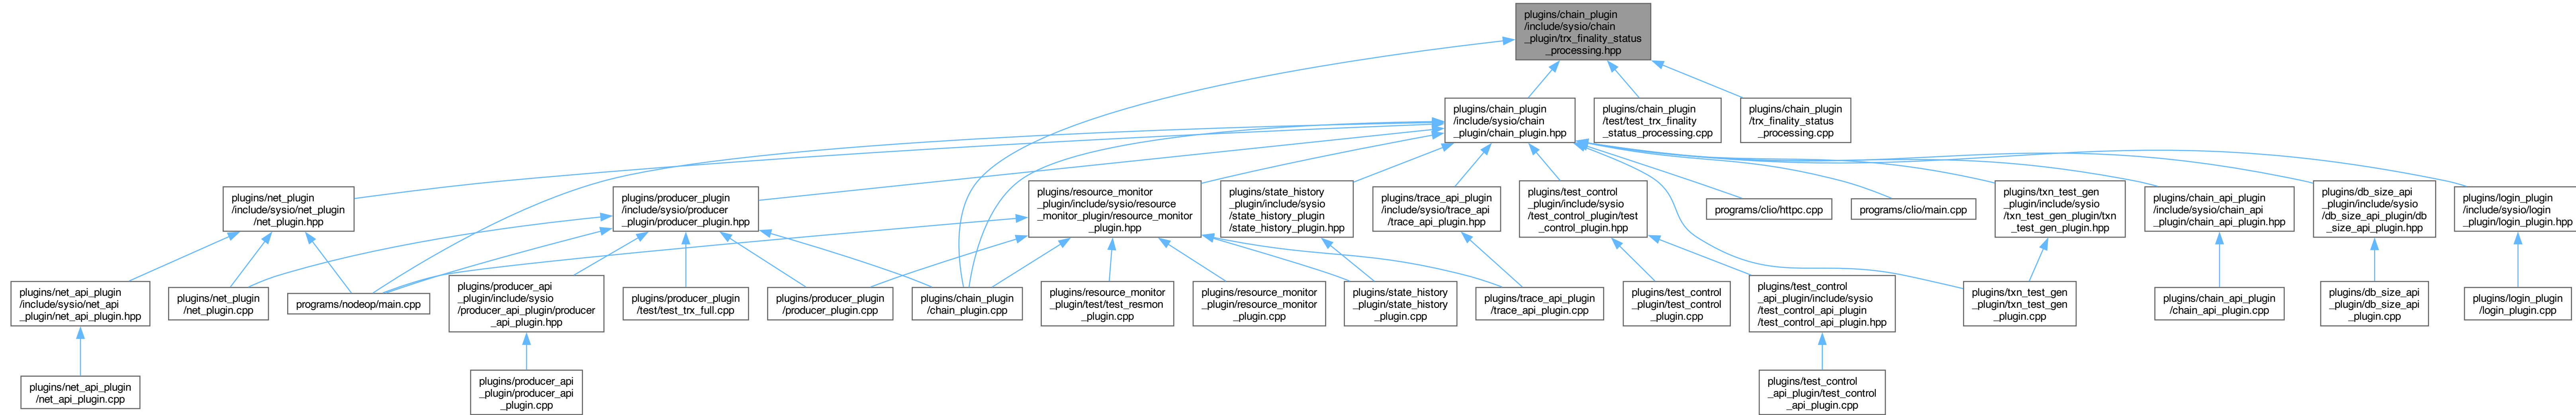 plugins/chain_plugin
/include/sysio/chain
_plugin/trx_finality_status
_processing.hpp
plugins/chain_plugin
/include/sysio/chain
_plugin/chain_plugin.hpp
plugins/chain_plugin
/test/test_trx_finality
_status_processing.cpp
plugins/chain_plugin
/trx_finality_status
_processing.cpp
plugins/net_plugin
/include/sysio/net_plugin
/net_plugin.hpp
plugins/producer_plugin
/include/sysio/producer
_plugin/producer_plugin.hpp
plugins/resource_monitor
_plugin/include/sysio/resource
_monitor_plugin/resource_monitor
_plugin.hpp
plugins/state_history
_plugin/include/sysio
/state_history_plugin
/state_history_plugin.hpp
plugins/trace_api_plugin
/include/sysio/trace_api
/trace_api_plugin.hpp
plugins/test_control
_plugin/include/sysio
/test_control_plugin/test
_control_plugin.hpp
programs/clio/httpc.cpp
programs/clio/main.cpp
plugins/txn_test_gen
_plugin/include/sysio
/txn_test_gen_plugin/txn
_test_gen_plugin.hpp
plugins/chain_api_plugin
/include/sysio/chain_api
_plugin/chain_api_plugin.hpp
plugins/db_size_api
_plugin/include/sysio
/db_size_api_plugin/db
_size_api_plugin.hpp
plugins/login_plugin
/include/sysio/login
_plugin/login_plugin.hpp
plugins/net_api_plugin
/include/sysio/net_api
_plugin/net_api_plugin.hpp
plugins/net_plugin
/net_plugin.cpp
programs/nodeop/main.cpp
plugins/producer_api
_plugin/include/sysio
/producer_api_plugin/producer
_api_plugin.hpp
plugins/producer_plugin
/test/test_trx_full.cpp
plugins/producer_plugin
/producer_plugin.cpp
plugins/chain_plugin
/chain_plugin.cpp
plugins/resource_monitor
_plugin/test/test_resmon
_plugin.cpp
plugins/resource_monitor
_plugin/resource_monitor
_plugin.cpp
plugins/state_history
_plugin/state_history
_plugin.cpp
plugins/trace_api_plugin
/trace_api_plugin.cpp
plugins/test_control
_plugin/test_control
_plugin.cpp
plugins/test_control
_api_plugin/include/sysio
/test_control_api_plugin
/test_control_api_plugin.hpp
plugins/txn_test_gen
_plugin/txn_test_gen
_plugin.cpp
plugins/chain_api_plugin
/chain_api_plugin.cpp
plugins/db_size_api
_plugin/db_size_api
_plugin.cpp
plugins/login_plugin
/login_plugin.cpp
plugins/net_api_plugin
/net_api_plugin.cpp
plugins/producer_api
_plugin/producer_api
_plugin.cpp
plugins/test_control
_api_plugin/test_control
_api_plugin.cpp